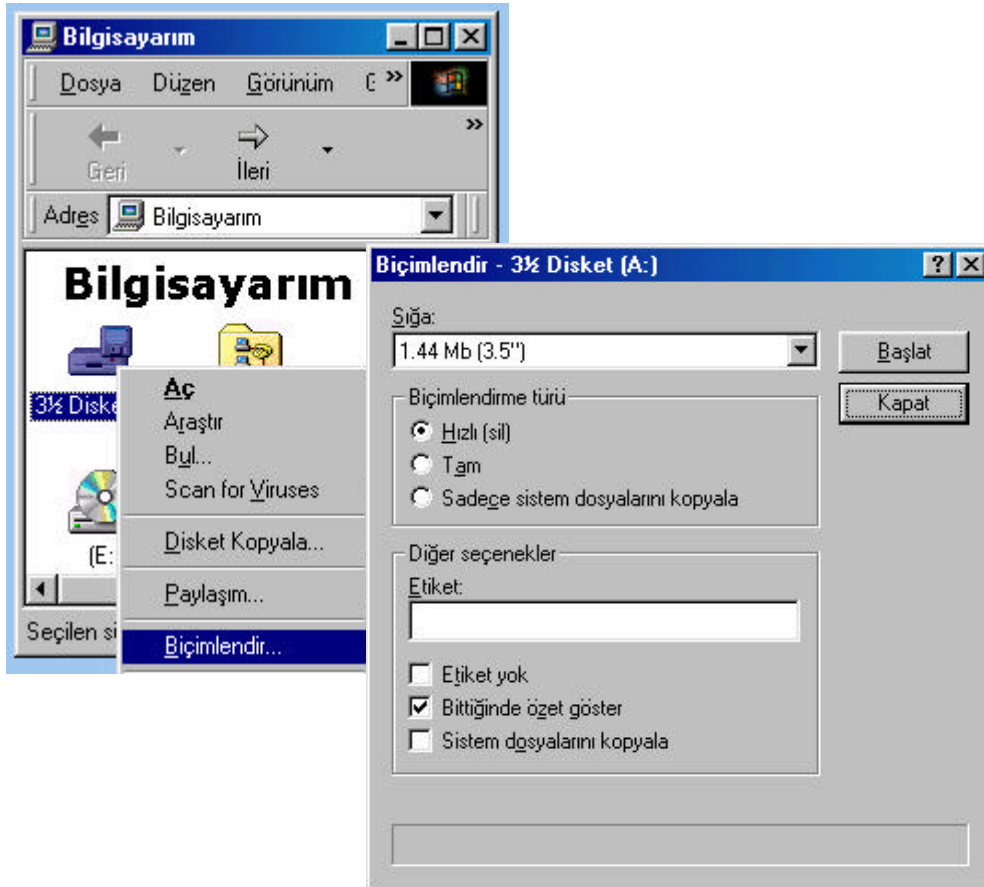 Bilgisayarım
Dosya Düzen Görünüm »
»
Geri İleri
Adres Bilgisayarım
Bilgisayarım
3½ Diske
(E:
Seçilen
Aç
Araştır
Bul...
Scan for Viruses
Disket Kopyala...
Paylaşım...
Biçimlendir...
Biçimlendir - 3½ Disket (A:)
Sığa:
1.44 Mb (3.5'')
Başlat
Kapat
Biçimlendirme türü
Hızlı (sil)
Tam
Sadeçe sistem dosyalarını kopyala
Diğer seçenekler
Etiket:
Etiket yok
Bittiğinde özet göster
Sistem dosyalarını kopyala